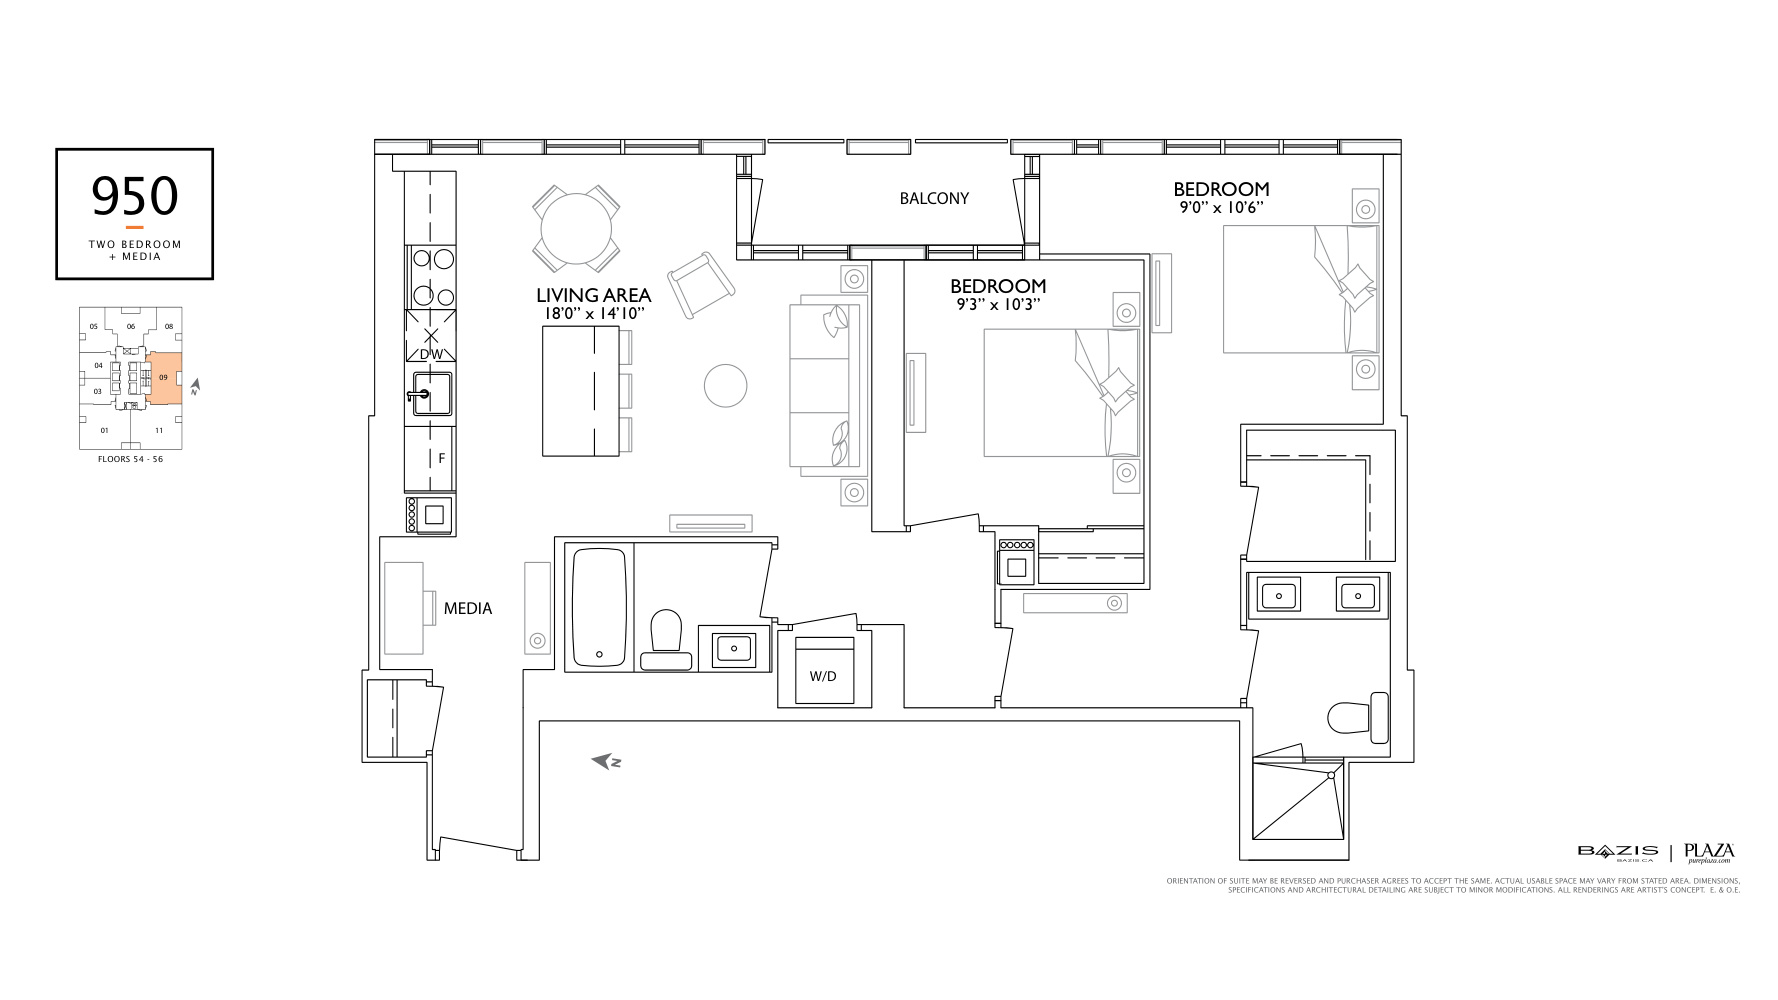 950
TWO BEDROOM
+ MEDIA
05
06
08
04
09
03
01
11
N
FLOORS 54 - 56
LIVING AREA
18'0" x 14'10"
DW
F
MEDIA
BALCONY
BEDROOM
9'3" x 10'3"
BEDROOM
9'0" x 10'6"
W/D
N
BAZIS
BAZIS.CA
PLAZA
pureplaza.com
ORIENTATION OF SUITE MAY BE REVERSED AND PURCHASER AGREES TO ACCEPT THE SAME. ACTUAL USABLE SPACE MAY VARY FROM STATED AREA. DIMENSIONS,
SPECIFICATIONS AND ARCHITECTURAL DETAILING ARE SUBJECT TO MINOR MODIFICATIONS. ALL RENDERINGS ARE ARTIST'S CONCEPT. E. & O.E.